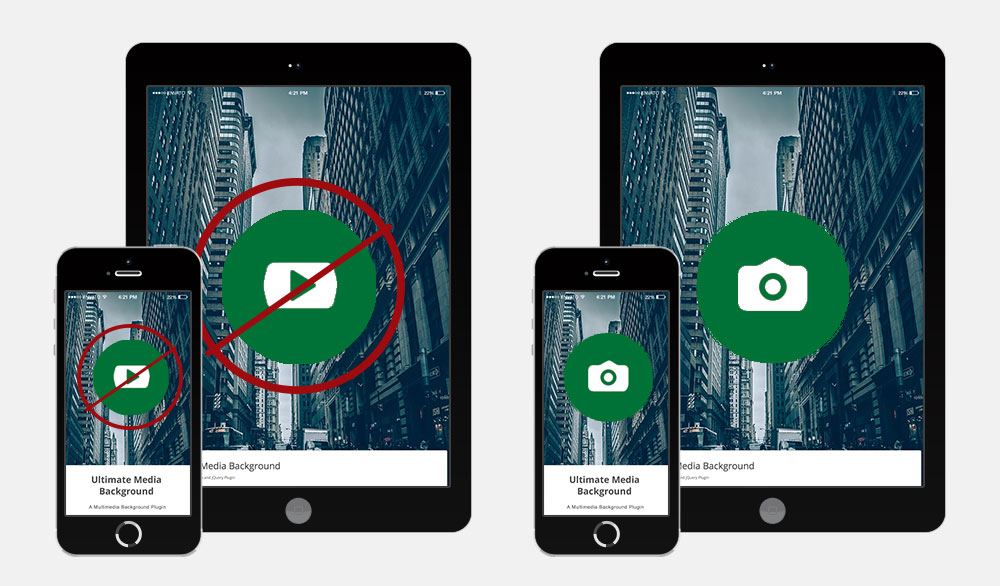 ENVATO 4:21 PM 22%
Media Background
and jQuery Plugin
4:21 PM 22%
Ultimate Media
Background
A Multimedia Background Plugin
ENVATO 4:21 PM 22%
Media Background
and jQuery Plugin
4:21 PM 22%
Ultimate Media
Background
A Multimedia Background Plugin